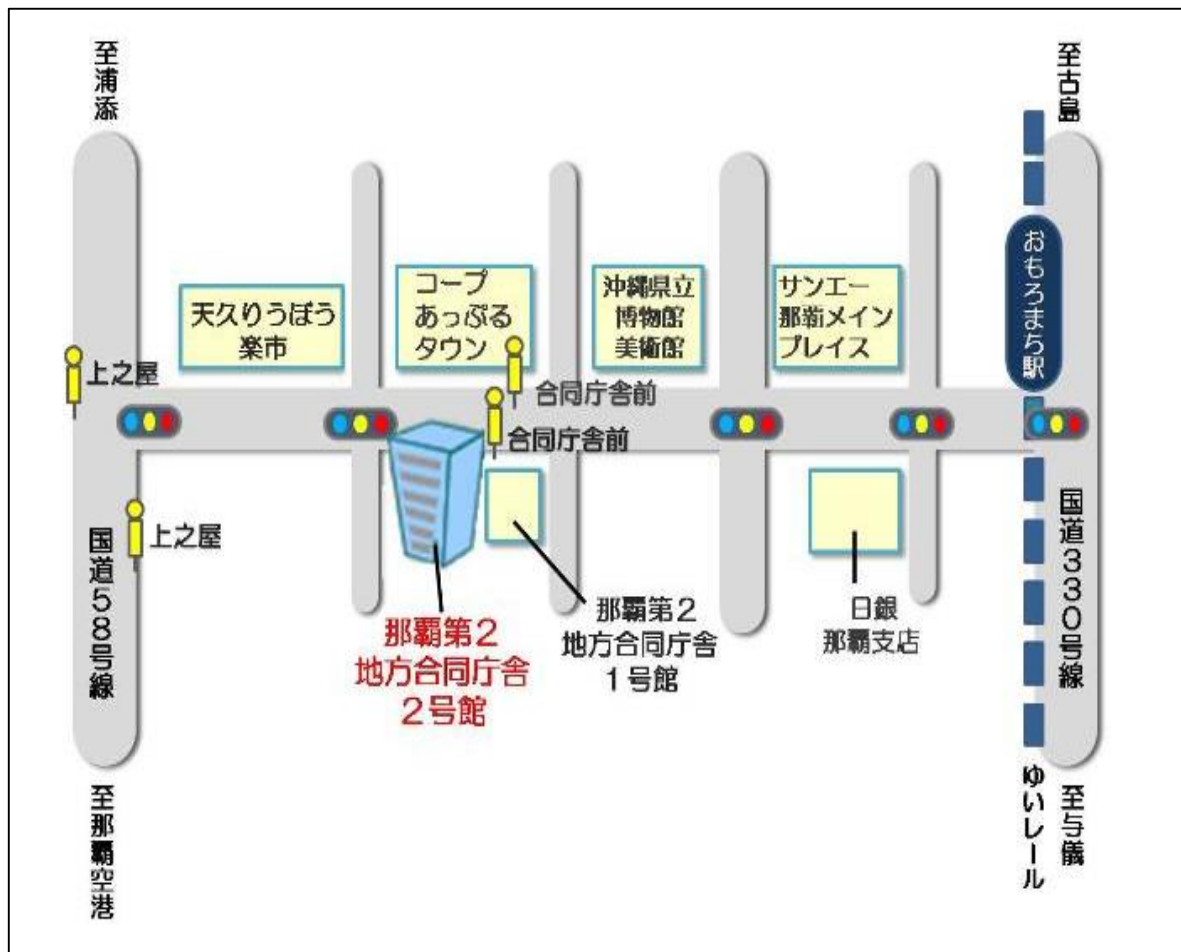 至浦添
至古島
おもろまち駅
天久りうぼう
楽市
コープ
あっぷる
タウン
沖縄県立
博物館
美術館
サンエー
那覇メイン
プレイス
上之屋
合同庁舎前
合同庁舎前
上之屋
国道58号線
国道330号線
那覇第2
地方合同庁舎
2号館
那覇第2
地方合同庁舎
1号館
日銀
那覇支店
至那覇空港
ゆいレール
至与儀